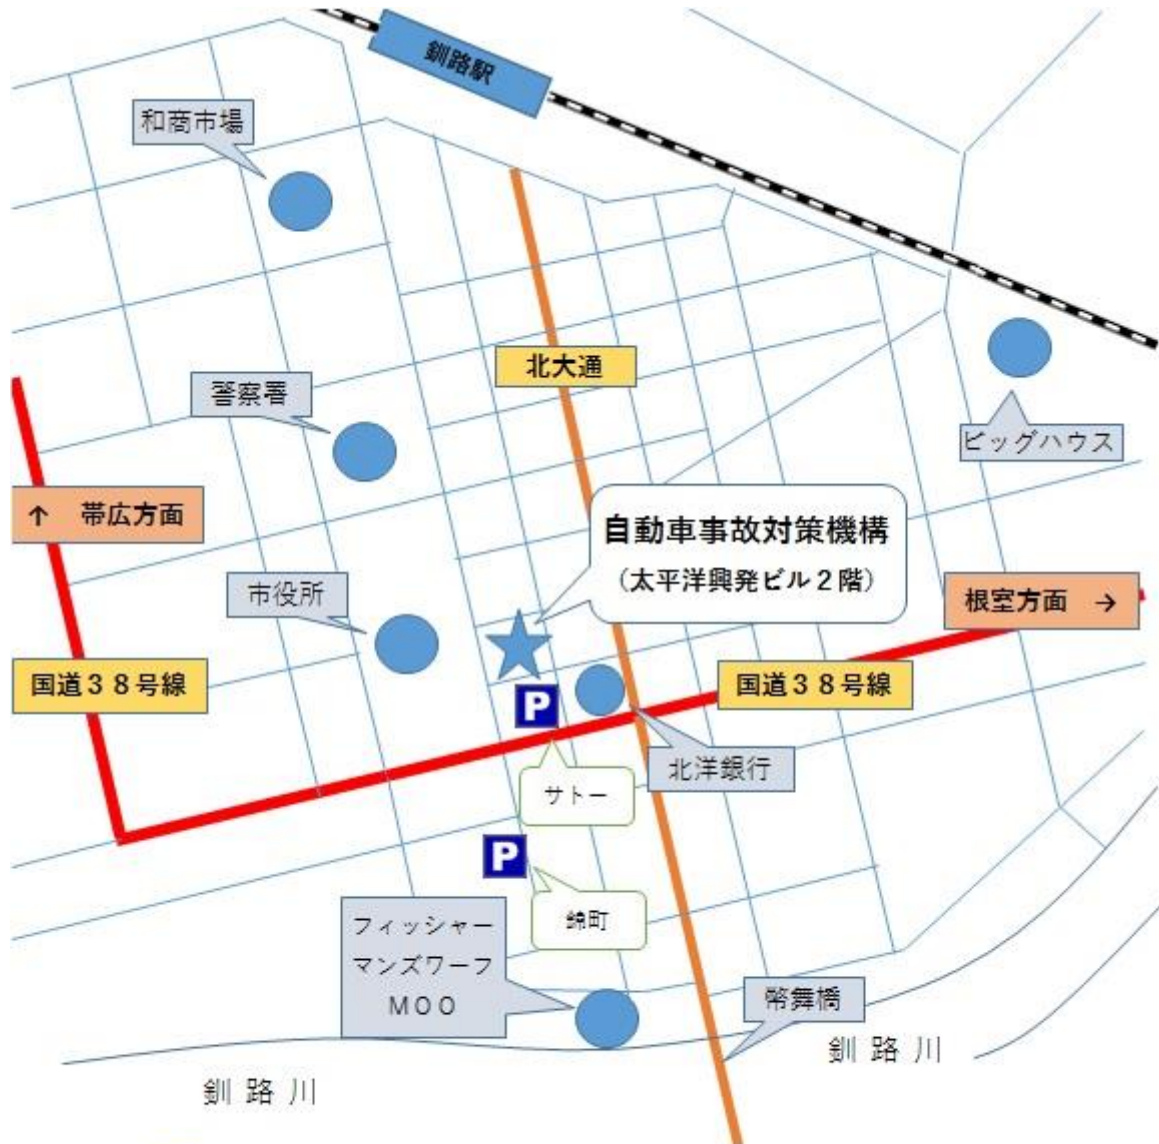 釧路駅
和商市場
北大通
警察署
ビッグハウス
↑ 帯広方面
自動車事故対策機構
（太平洋興発ビル２階）
市役所
根室方面 →
国道３８号線
国道３８号線
P
北洋銀行
サトー
P
錦町
フィッシャー
マンズワーフ
ＭＯＯ
幣舞橋
釧路川
釧路川